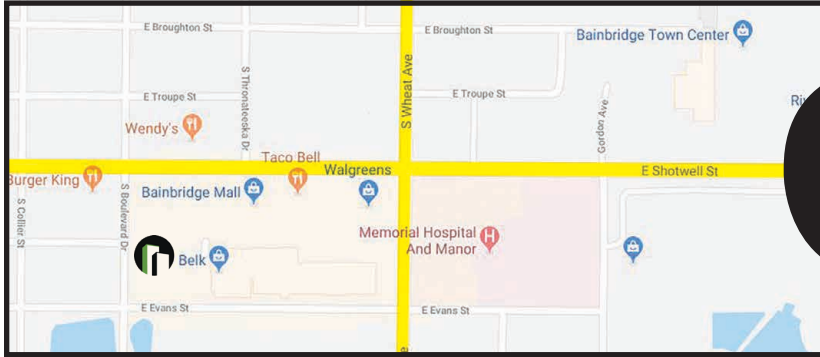 E Broughton St
E Broughton St
Bainbridge Town Center
S Wheat Ave
S Thronateeska Dr
E Troupe St
E Troupe St
Gordon Ave
Wendy's
Taco Bell
Walgreens
E Shotwell St
Burger King
Bainbridge Mall
S Collier St
S Boulevard Dr
Memorial Hospital
And Manor
H
Belk
E Evans St
E Evans St